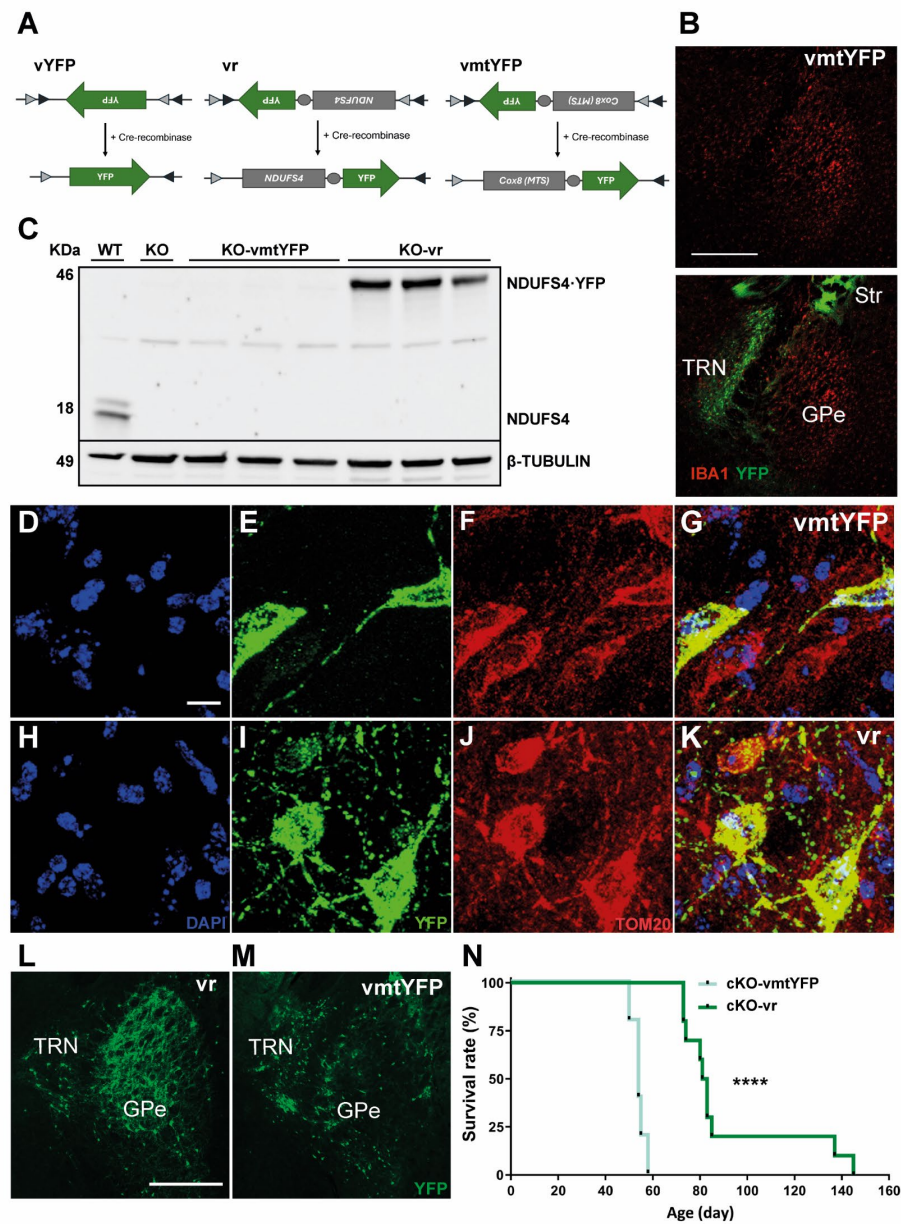 A
vYFP
vr
vmtYFP
YFP
YFP
NDUFS4
YFP
Cox8 (MTS)
+ Cre-recombinase
+ Cre-recombinase
+ Cre-recombinase
YFP
NDUFS4
YFP
Cox8 (MTS)
YFP
B
vmtYFP
Str
TRN
GPe
IBA1 YFP
C
KDa
WT
KO
KO-vmtYFP
KO-vr
46
NDUFS4·YFP
18
NDUFS4
49
β-TUBULIN
D
E
F
G
vmtYFP
H
I
J
K
vr
DAPI
YFP
TOM20
L
vr
TRN
GPe
M
vmtYFP
TRN
GPe
YFP
N
cKO-vmtYFP
cKO-vr
****
Survival rate (%)
100
75
50
25
0
0 20 40 60 80 100 120 140 160
Age (day)